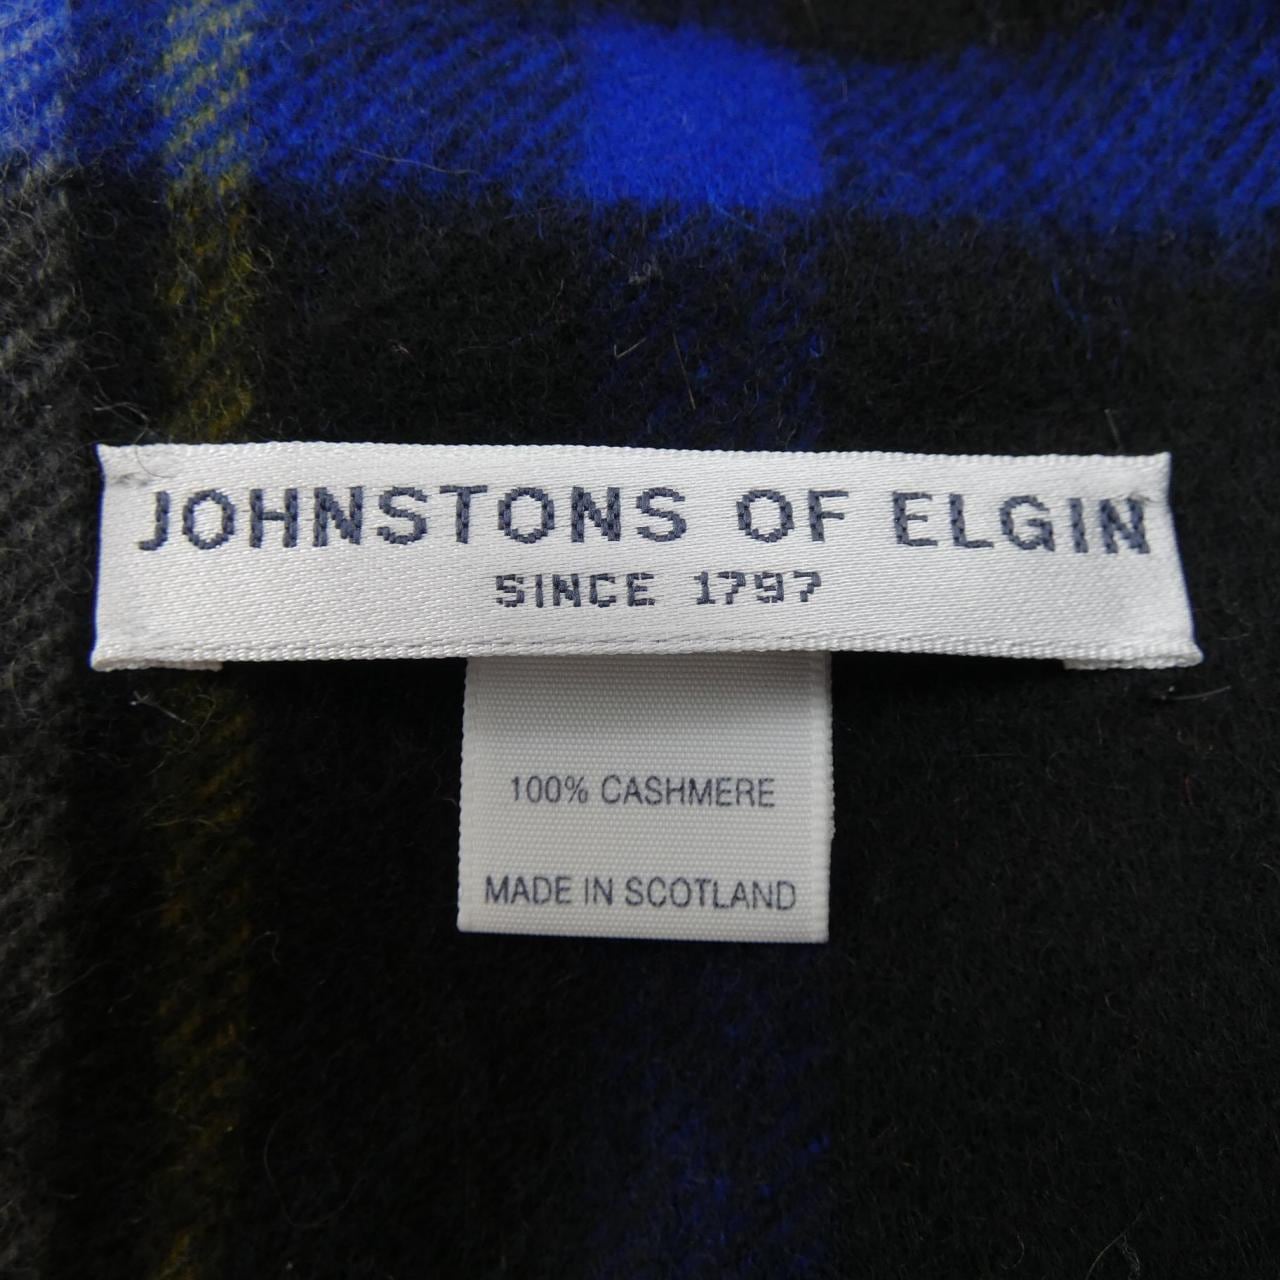 JOHNSTONS OF ELGIN
SINCE 1797
100% CASHMERE
MADE IN SCOTLAND